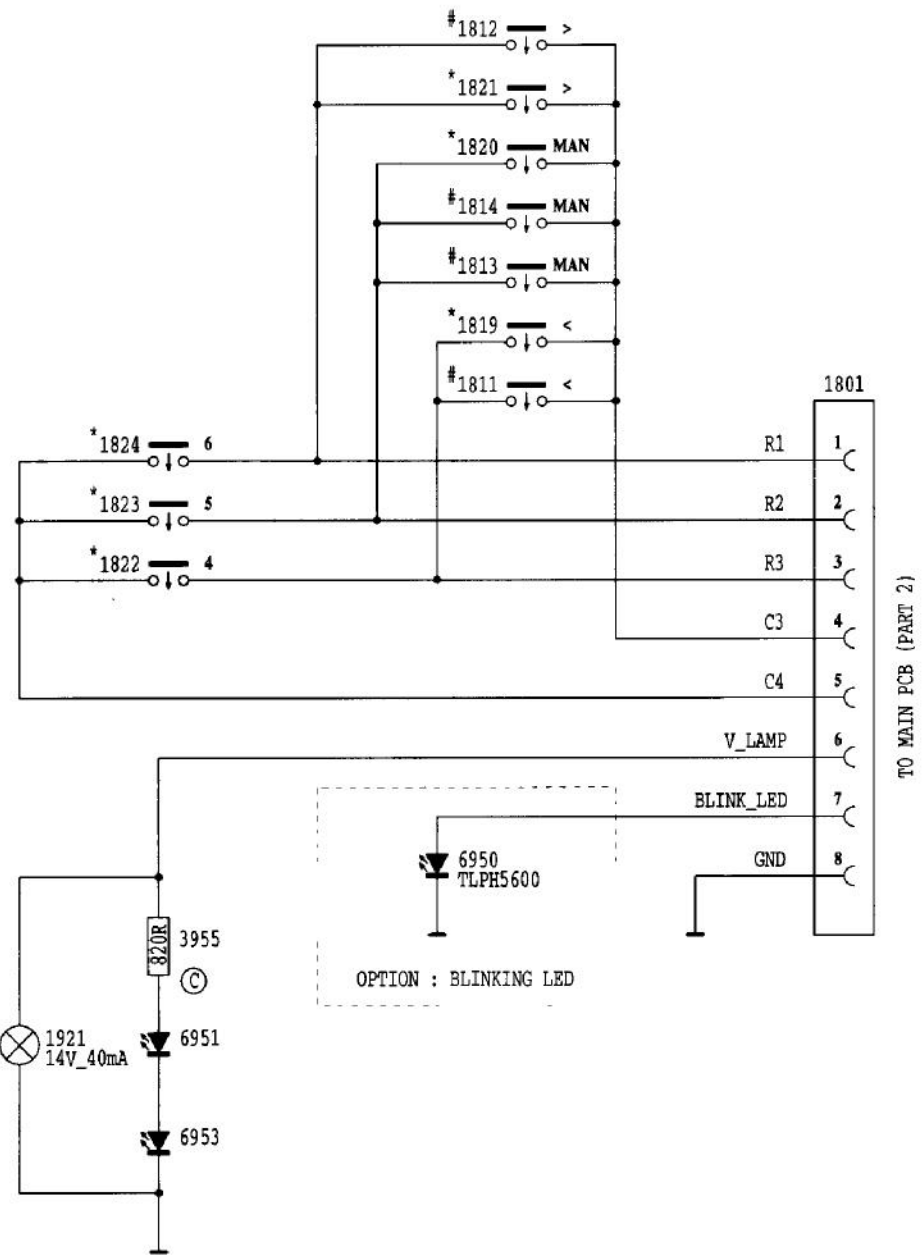 #1812 >
*1821 >
*1820 MAN
#1814 MAN
#1813 MAN
*1819 <
#1811 <
1801
*1824 6
R1 1
*1823 5
R2 2
*1822 4
R3 3
C3 4
C4 5
V_LAMP 6
BLINK_LED 7
GND 8
TO MAIN PCB (PART 2)
6950
TLPH5600
OPTION : BLINKING LED
820R
3955
C
1921
14V_40mA
6951
6953